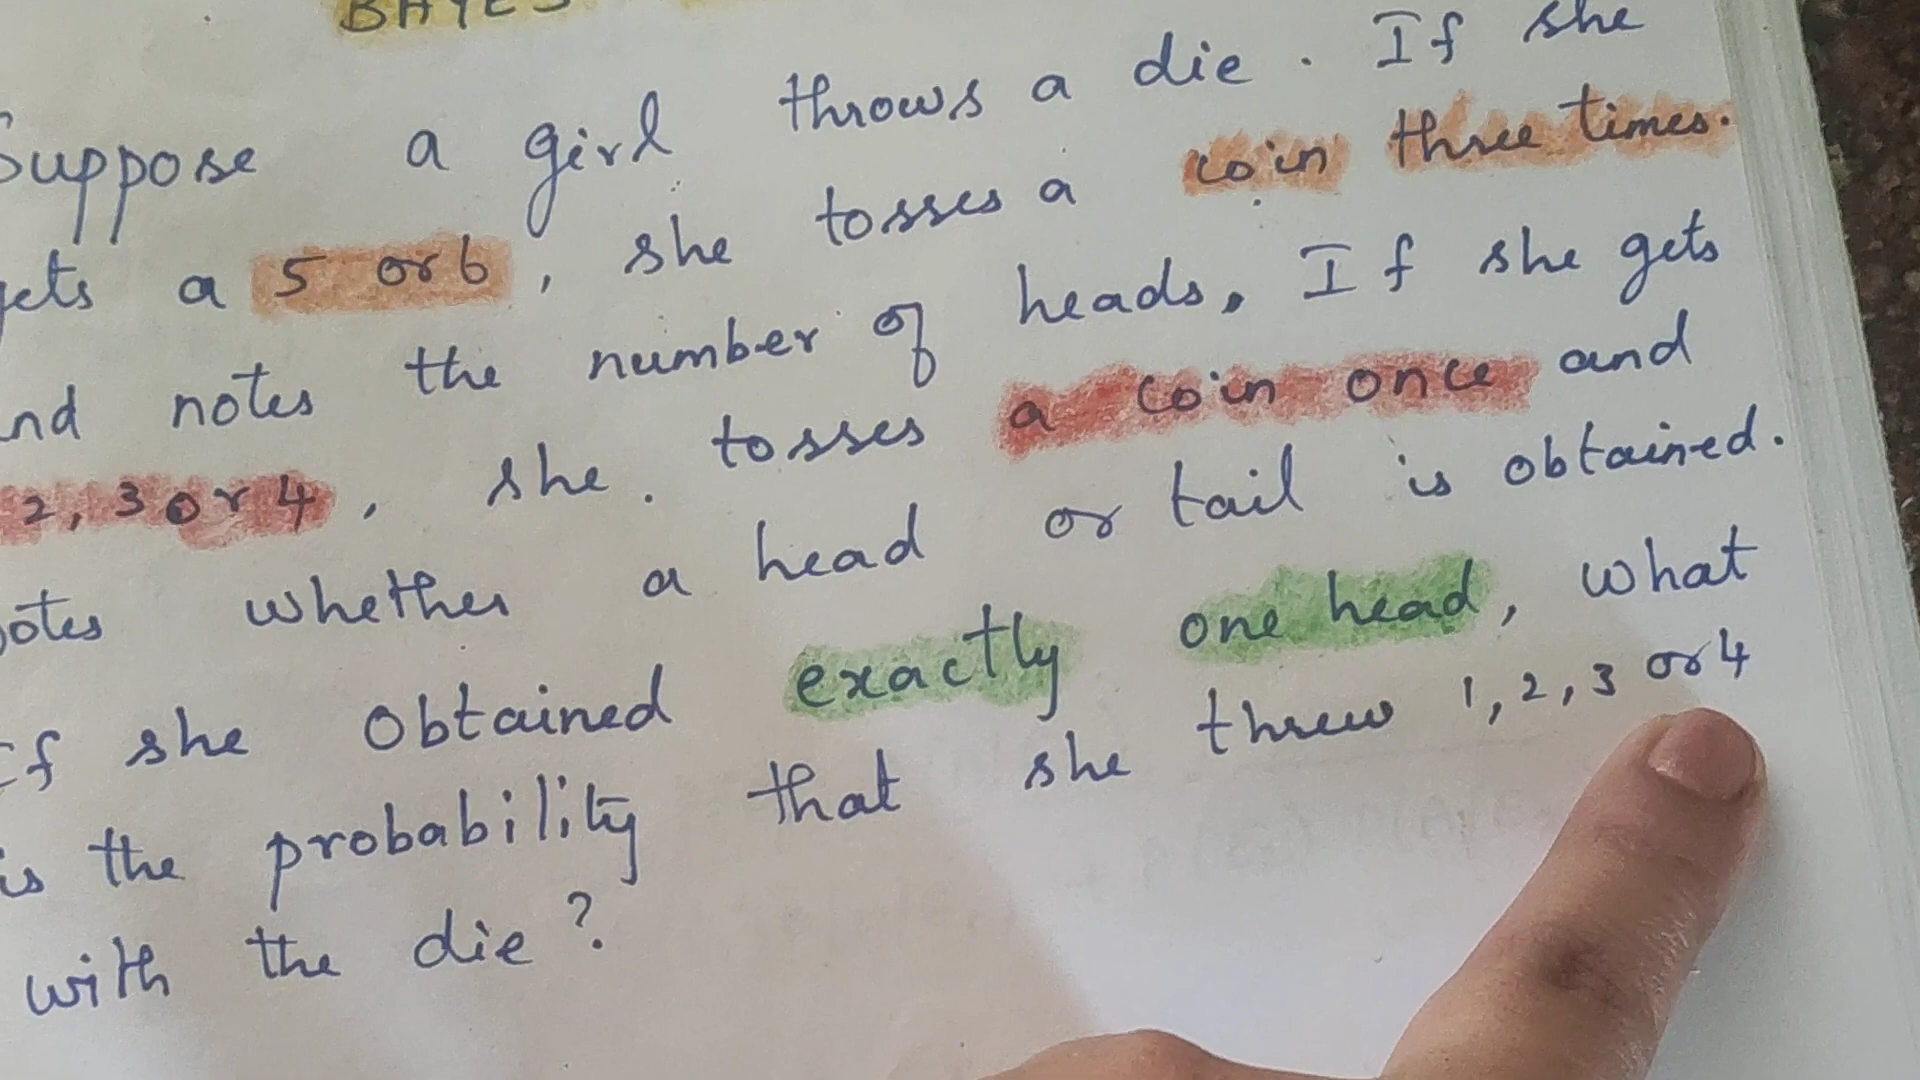 BAYES
Suppose a girl throws a die. If she
gets a 5 or 6, she tosses a coin three times.
and notes the number of heads. If she gets
2, 3 or 4, she tosses a coin once and
notes whether a head or tail is obtained.
If she obtained exactly one head, what
is the probability that she threw 1, 2, 3 or 4
with the die?